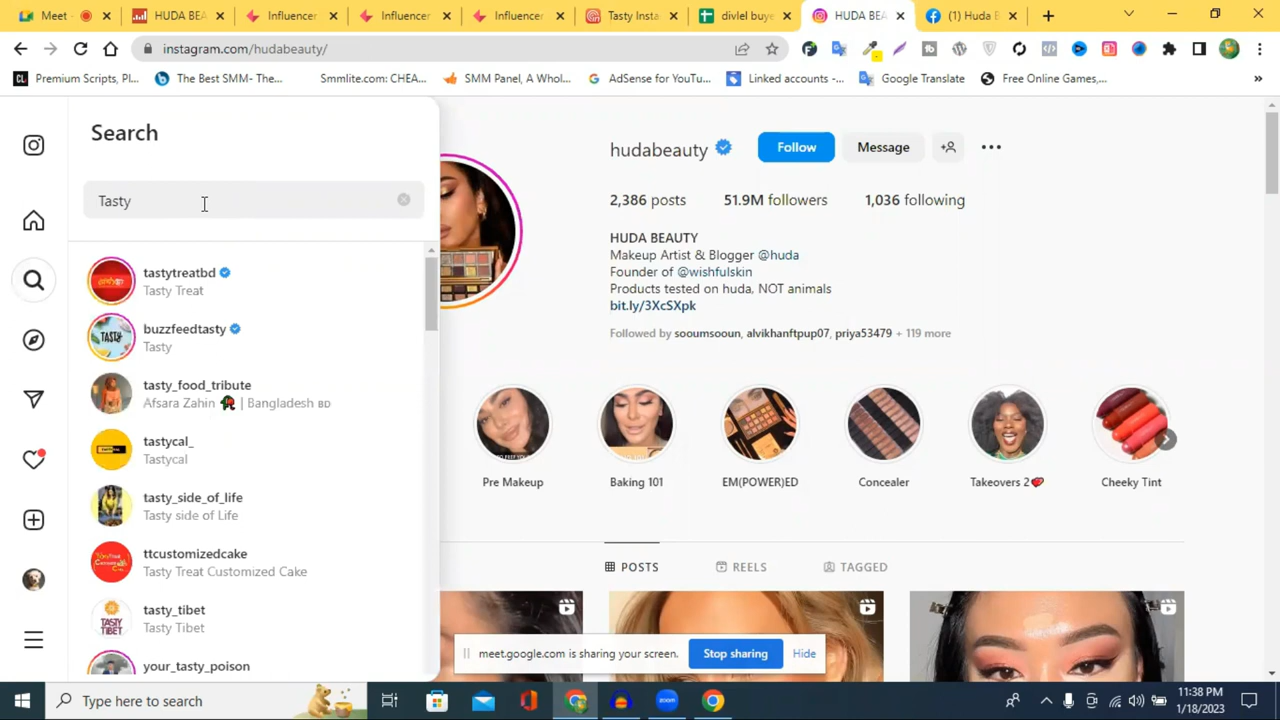 Meet -
HUDA BEA
Influencer
Influencer
Influencer
Tasty Insta
divlel buye
HUDA BEA
(1) Huda B
instagram.com/hudabeauty/
Premium Scripts, Pl...
The Best SMM- The...
Smmlite.com: CHEA...
SMM Panel, A Whol...
AdSense for YouTu...
Linked accounts -...
Google Translate
Free Online Games,...
Search
Tasty
tastytreatbd
Tasty Treat
buzzfeedtasty
TASTY
Tasty
tasty_food_tribute
Afsara Zahin | Bangladesh BD
tastycal_
Tastycal
tasty_side_of_life
Tasty side of Life
ttcustomizedcake
Tasty Treat Customized Cake
tasty_tibet
TASTY
TIBET
Tasty Tibet
your_tasty_poison
hudabeauty
Follow
Message
2,386 posts
51.9M followers
1,036 following
HUDA BEAUTY
Makeup Artist & Blogger @huda
Founder of @wishfulskin
Products tested on huda, NOT animals
bit.ly/3XcSXpk
Followed by sooumsooun, alvikhanftpup07, priya53479 + 119 more
Pre Makeup
Baking 101
EM(POWER)ED
Concealer
Takeovers 2
Cheeky Tint
POSTS
REELS
TAGGED
meet.google.com is sharing your screen.
Stop sharing
Hide
Type here to search
zoom
11:38 PM
1/18/2023